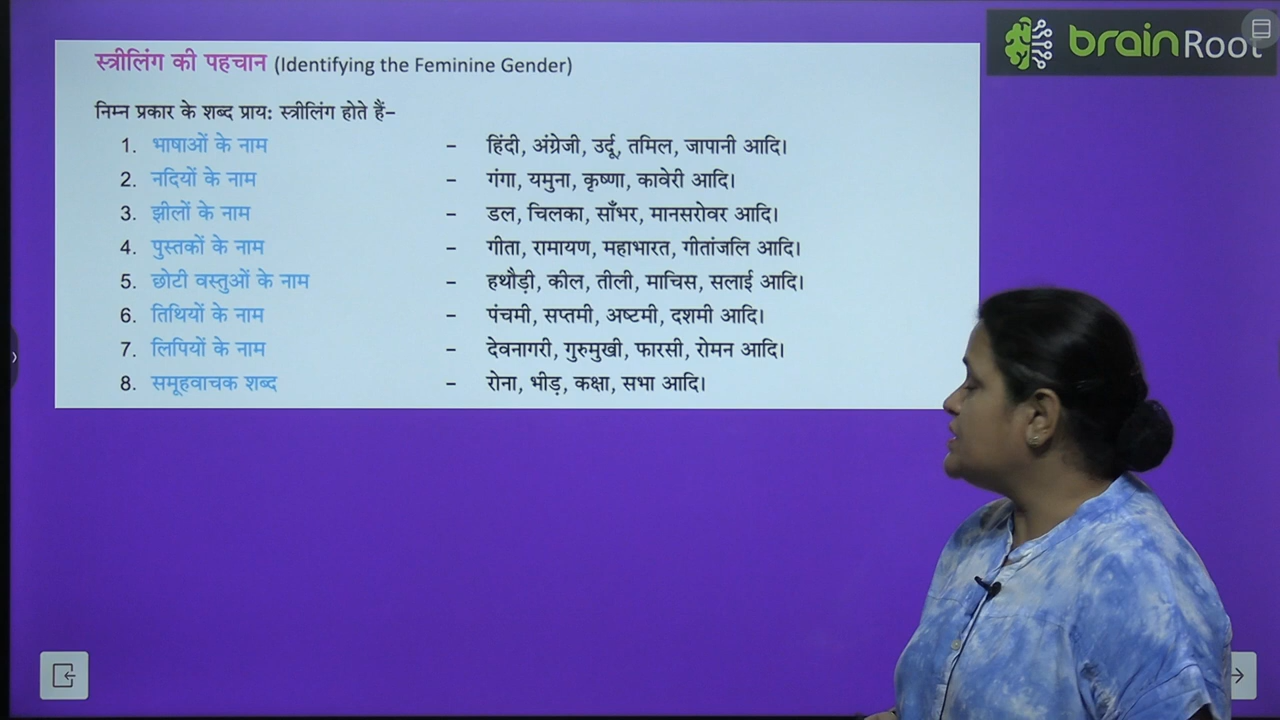 brainRoot
स्त्रीलिंग की पहचान (Identifying the Feminine Gender)
निम्न प्रकार के शब्द प्राय: स्त्रीलिंग होते हैं–
1. भाषाओं के नाम – हिंदी, अंग्रेजी, उर्दू, तमिल, जापानी आदि।
2. नदियों के नाम – गंगा, यमुना, कृष्णा, कावेरी आदि।
3. झीलों के नाम – डल, चिलका, साँभर, मानसरोवर आदि।
4. पुस्तकों के नाम – गीता, रामायण, महाभारत, गीतांजलि आदि।
5. छोटी वस्तुओं के नाम – हथौड़ी, कील, तीली, माचिस, सलाई आदि।
6. तिथियों के नाम – पंचमी, सप्तमी, अष्टमी, दशमी आदि।
7. लिपियों के नाम – देवनागरी, गुरुमुखी, फारसी, रोमन आदि।
8. समूहवाचक शब्द – रोना, भीड़, कक्षा, सभा आदि।